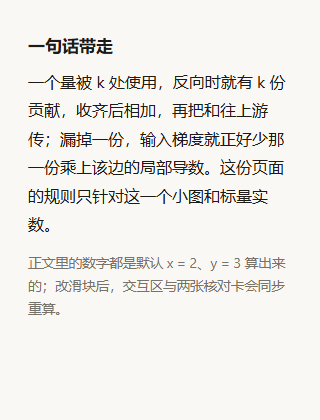 一句话带走
一个量被 k 处使用，反向时就有 k 份
贡献，收齐后相加，再把和往上游
传；漏掉一份，输入梯度就正好少那
一份乘上该边的局部导数。这份页面
的规则只针对这一个小图和标量实
数。
正文里的数字都是默认 x = 2、y = 3 算出来
的；改滑块后，交互区与两张核对卡会同步
重算。